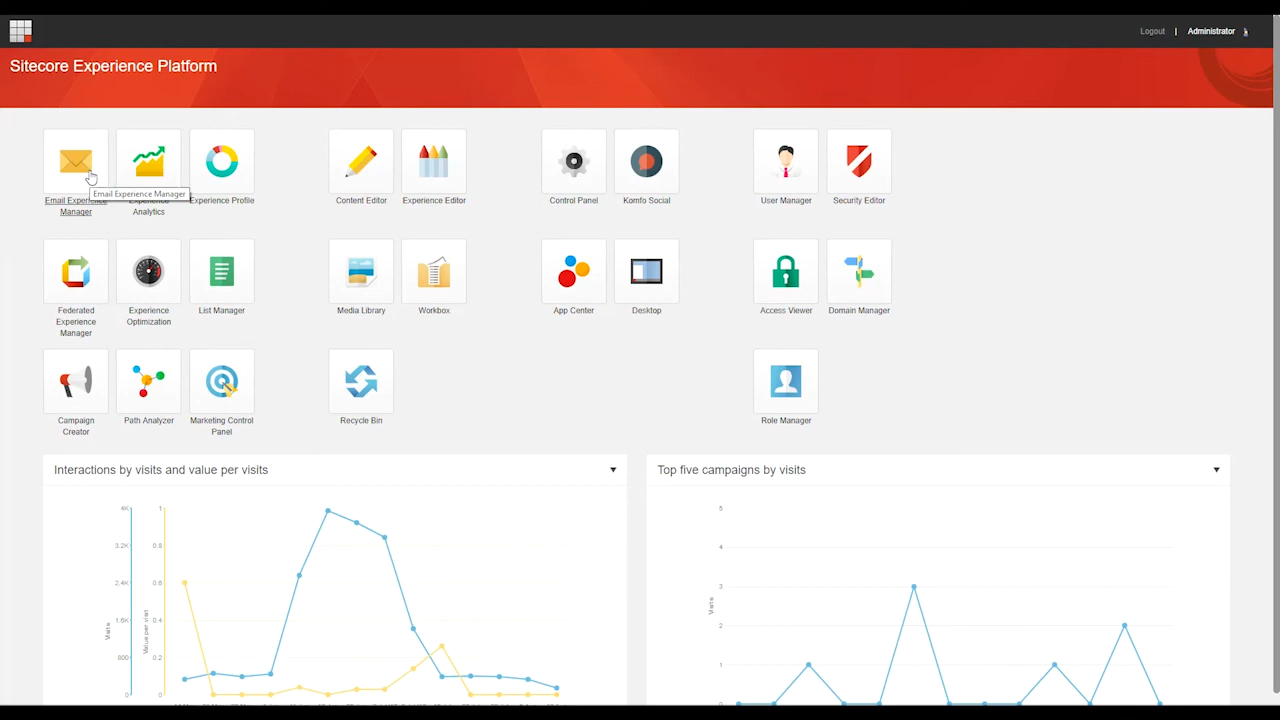 Logout | Administrator
Sitecore Experience Platform
Email Experience Manager
Email Experience
Manager
Experience
Analytics
Experience Profile
Content Editor
Experience Editor
Control Panel
Komfo Social
User Manager
Security Editor
Federated
Experience
Manager
Experience
Optimization
List Manager
Media Library
Workbox
App Center
Desktop
Access Viewer
Domain Manager
Campaign
Creator
Path Analyzer
Marketing Control
Panel
Recycle Bin
Role Manager
Interactions by visits and value per visits
4K
3.2K
2.4K
1.6K
800
0
Visits
1
0.8
0.6
0.4
0.2
0
Value per visit
Top five campaigns by visits
5
4
3
2
1
0
Visits